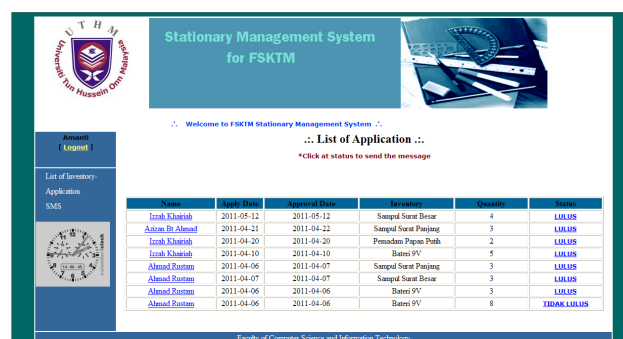 UTHM
Universiti Tun Hussein Onn Malaysia
Stationary Management System
for FSKTM
.'. Welcome to FSKTM Stationary Management System .'.
Amanti
[ Logout ]
.:. List of Application .:.
*Click at status to send the message
List of Inventory-
Application
SMS
Name Apply Date Approval Date Inventory Quantity Status
Izzah Khairiah 2011-05-12 2011-05-12 Sampul Surat Besar 4 LULUS
Azizan Bt Ahmad 2011-04-21 2011-04-22 Sampul Surat Panjang 3 LULUS
Izzah Khairiah 2011-04-20 2011-04-20 Pemadam Papan Putih 2 LULUS
Izzah Khairiah 2011-04-10 2011-04-10 Bateri 9V 5 LULUS
Ahmad Rustam 2011-04-06 2011-04-07 Sampul Surat Panjang 3 LULUS
Ahmad Rustam 2011-04-07 2011-04-07 Sampul Surat Besar 3 LULUS
Ahmad Rustam 2011-04-06 2011-04-06 Bateri 9V 3 LULUS
Ahmad Rustam 2011-04-06 2011-04-06 Bateri 9V 8 TIDAK LULUS
Faculty of Computer Science and Information Technology